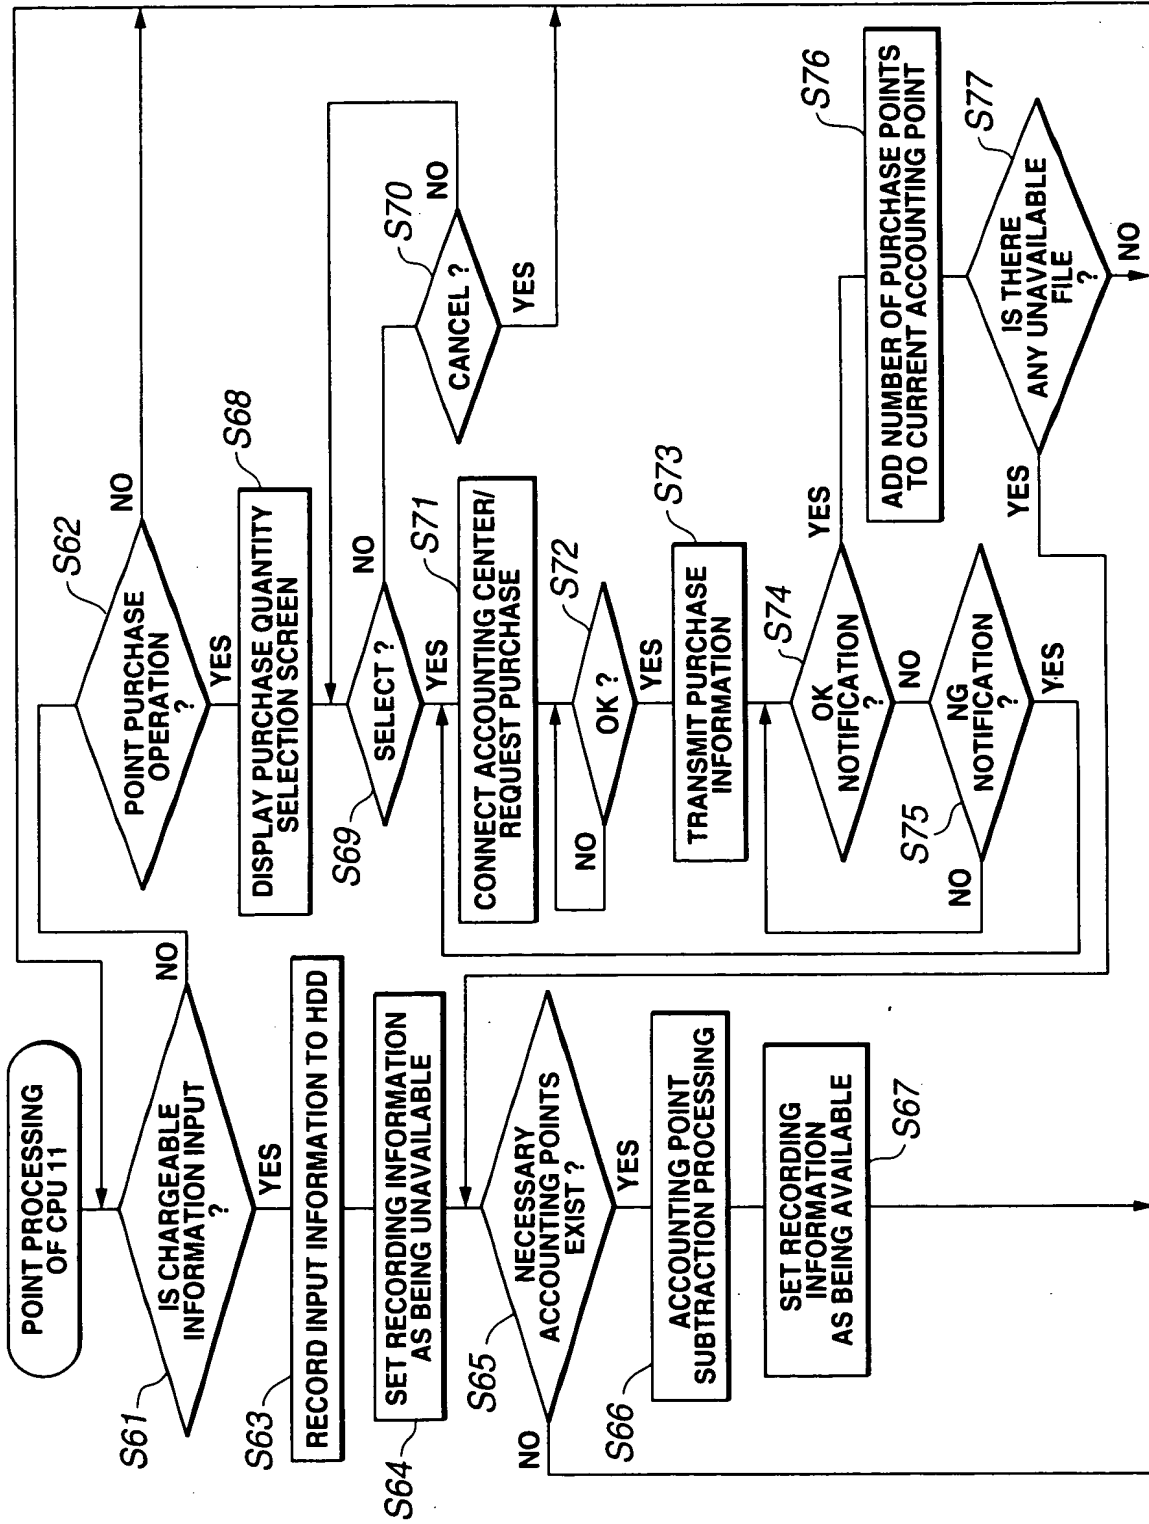 POINT PROCESSING
OF CPU 11
S61
IS CHARGEABLE
INFORMATION INPUT
?
NO
YES
S63
RECORD INPUT INFORMATION TO HDD
S64
SET RECORDING INFORMATION
AS BEING UNAVAILABLE
S65
NECESSARY
ACCOUNTING POINTS
EXIST ?
NO
YES
S66
ACCOUNTING POINT
SUBTRACTION PROCESSING
SET RECORDING
INFORMATION
AS BEING AVAILABLE
S67
S62
POINT PURCHASE
OPERATION
?
NO
YES
S68
DISPLAY PURCHASE QUANTITY
SELECTION SCREEN
S69
SELECT ?
NO
YES
S70
CANCEL ?
NO
YES
S71
CONNECT ACCOUNTING CENTER/
REQUEST PURCHASE
S72
OK ?
NO
YES
S73
TRANSMIT PURCHASE
INFORMATION
S74
OK
NOTIFICATION
?
YES
NO
S75
NG
NOTIFICATION
?
NO
YES
S76
ADD NUMBER OF PURCHASE POINTS
TO CURRENT ACCOUNTING POINT
S77
IS THERE
ANY UNAVAILABLE
FILE
?
YES
NO